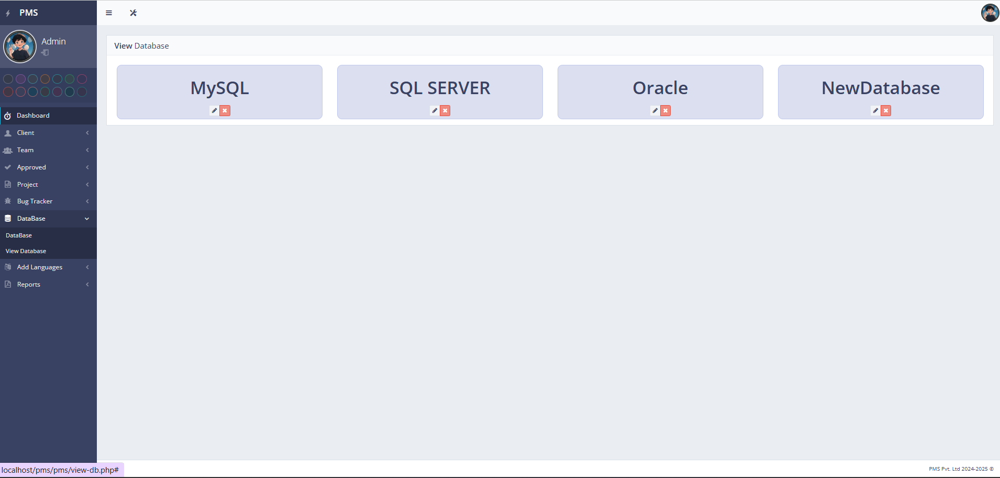 PMS
Admin
Dashboard
Client
Team
Approved
Project
Bug Tracker
DataBase
DataBase
View Database
Add Languages
Reports
View Database
MySQL
SQL SERVER
Oracle
NewDatabase
localhost/pms/pms/view-db.php#
PMS Pvt. Ltd 2024-2025 ©